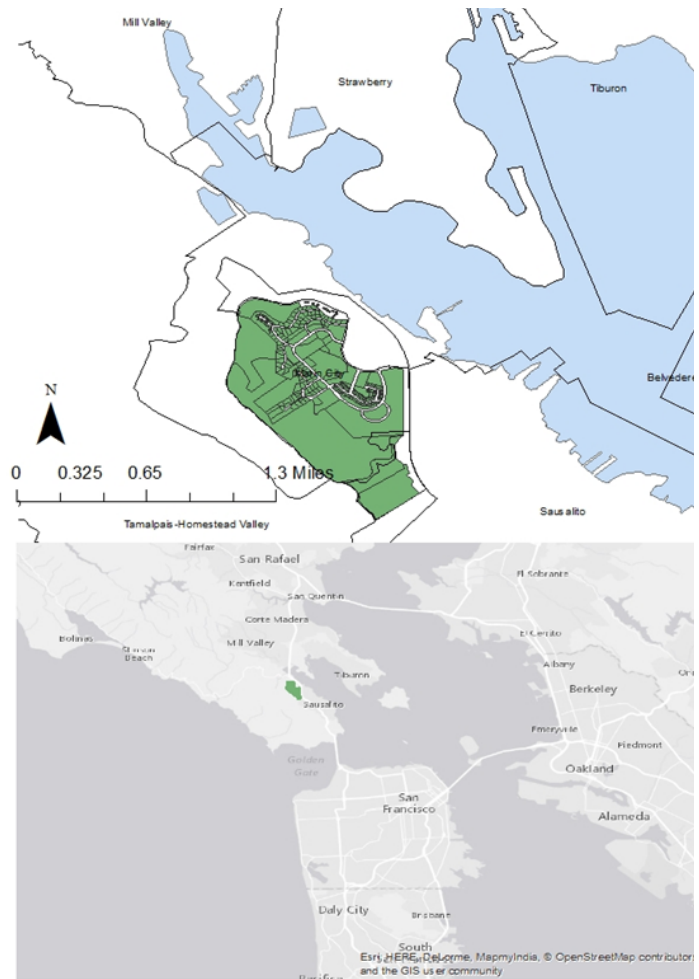 Mill Valley
Strawberry
Tiburon
Marin City
Belvedere
N
0 0.325 0.65 1.3 Miles
Sausalito
Tamalpais-Homestead Valley
Fairfax
San Rafael
El Sobrante
Kentfield
San Quentin
Corte Madera
El Cerrito
Bolinas
Mill Valley
Stinson
Beach
Albany
Tiburon
Berkeley
Sausalito
Emeryville
Piedmont
Golden
Gate
Oakland
San
Francisco
Alameda
Daly City
Brisbane
South
Esri, HERE, DeLorme, MapmyIndia, © OpenStreetMap contributors
and the GIS user community